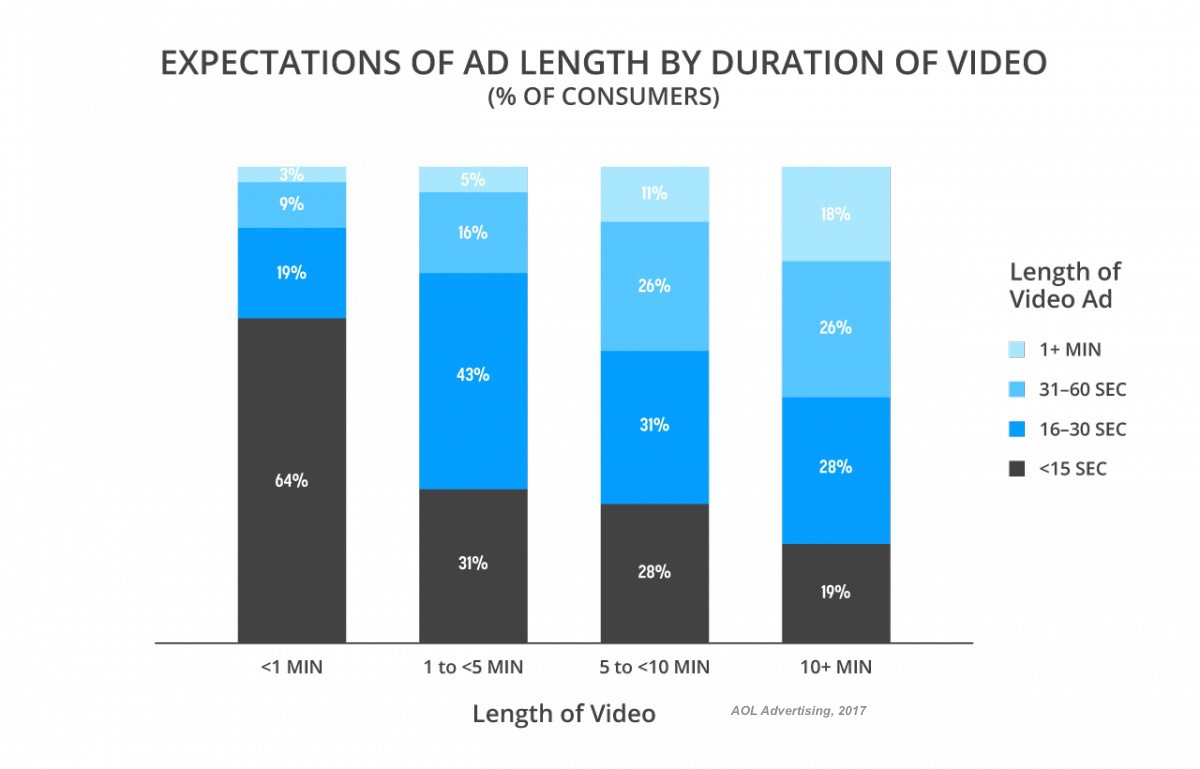 EXPECTATIONS OF AD LENGTH BY DURATION OF VIDEO
(% OF CONSUMERS)
3%
9%
19%
64%
5%
16%
43%
31%
11%
26%
31%
28%
18%
26%
28%
19%
Length of
Video Ad
1+ MIN
31–60 SEC
16–30 SEC
<15 SEC
<1 MIN
1 to <5 MIN
5 to <10 MIN
10+ MIN
Length of Video
AOL Advertising, 2017